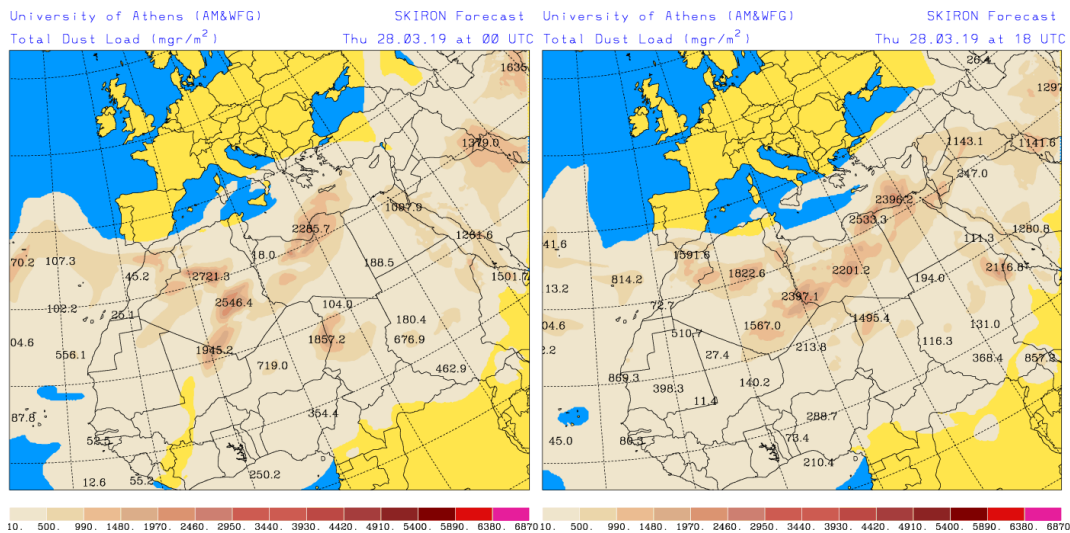 University of Athens (AM&WFG) SKIRON Forecast
Total Dust Load (mgr/m²) Thu 28.03.19 at 00 UTC
1635
1379.0
1097.9
2285.7
1261.6
18.0
70.2 107.3 188.5
45.2 2721.3 1501.7
2546.4 104.0
102.2 25.1
180.4
04.6 1857.2 676.9
556.1 1945.2
719.0 462.9
87.8 354.4
52.5
250.2
12.6 55.2
10. 500. 990. 1480. 1970. 2460. 2950. 3440. 3930. 4420. 4910. 5400. 5890. 6380. 6870
University of Athens (AM&WFG) SKIRON Forecast
Total Dust Load (mgr/m²) Thu 28.03.19 at 18 UTC
26.4
1297
1143.1 1141.6
247.0
2396.2
2533.3
1280.8
41.6 111.3
1591.6
2201.2 2116.8
814.2 1822.6 194.0
13.2 2397.1
72.7
04.6 1567.0 1495.4 131.0
510.7
116.3
2.2 27.4 213.8 368.4 857.2
869.3 140.2
398.3
11.4
288.7
45.0 80.3 73.4
210.4
10. 500. 990. 1480. 1970. 2460. 2950. 3440. 3930. 4420. 4910. 5400. 5890. 6380. 6870